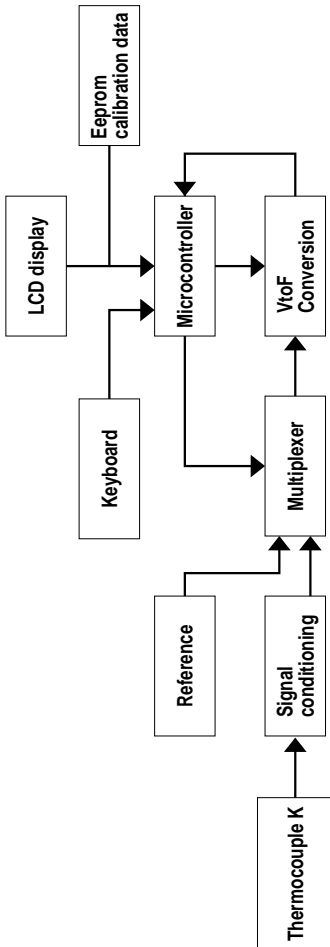 Thermocouple K
Signal
conditioning
Reference
Multiplexer
Keyboard
VtoF
Conversion
Microcontroller
LCD display
Eeprom
calibration data